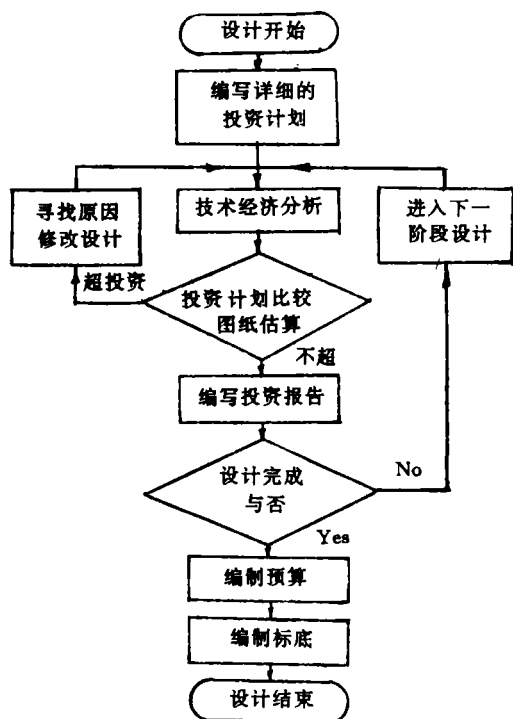 设计开始
编写详细的
投资计划
寻找原因
修改设计
技术经济分析
进入下一
阶段设计
超投资
投资计划比较
图纸估算
不超
编写投资报告
设计完成
与否
No
Yes
编制预算
编制标底
设计结束